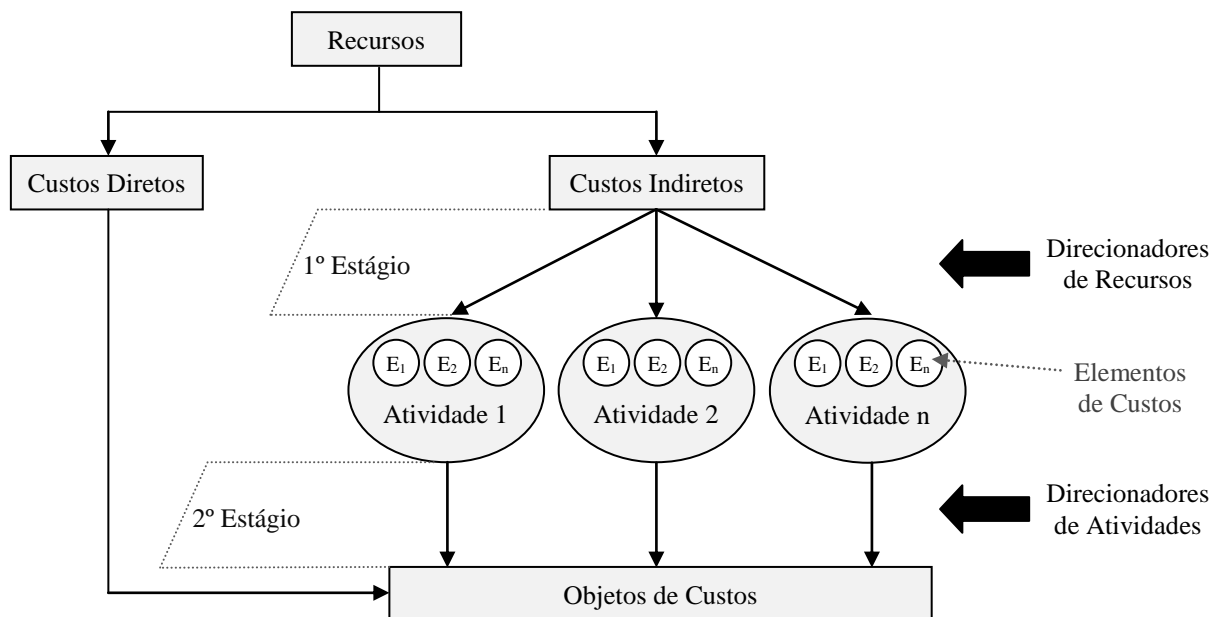 Recursos
Custos Diretos
Custos Indiretos
1º Estágio
Direcionadores
de Recursos
E₁ E₂ Eₙ
Atividade 1
E₁ E₂ Eₙ
Atividade 2
E₁ E₂ Eₙ
Atividade n
Elementos
de Custos
2º Estágio
Direcionadores
de Atividades
Objetos de Custos